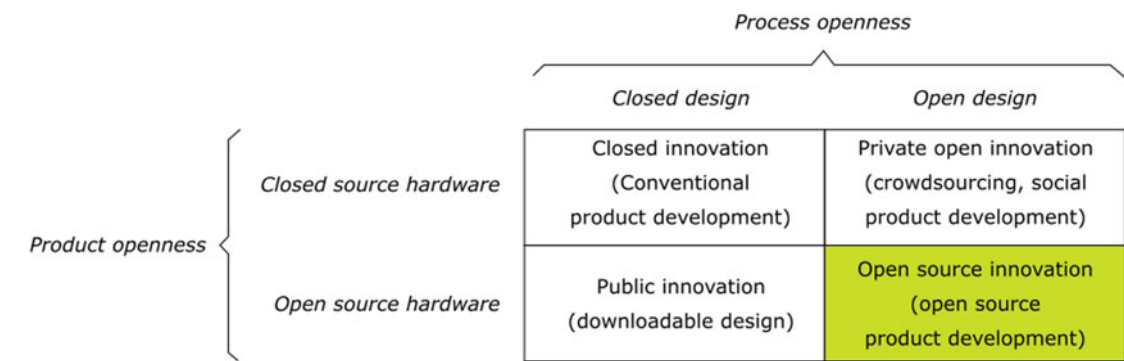 Process openness
Closed design
Open design
Closed innovation
(Conventional
product development)
Private open innovation
(crowdsourcing, social
product development)
Closed source hardware
Product openness
Open source hardware
Public innovation
(downloadable design)
Open source innovation
(open source
product development)